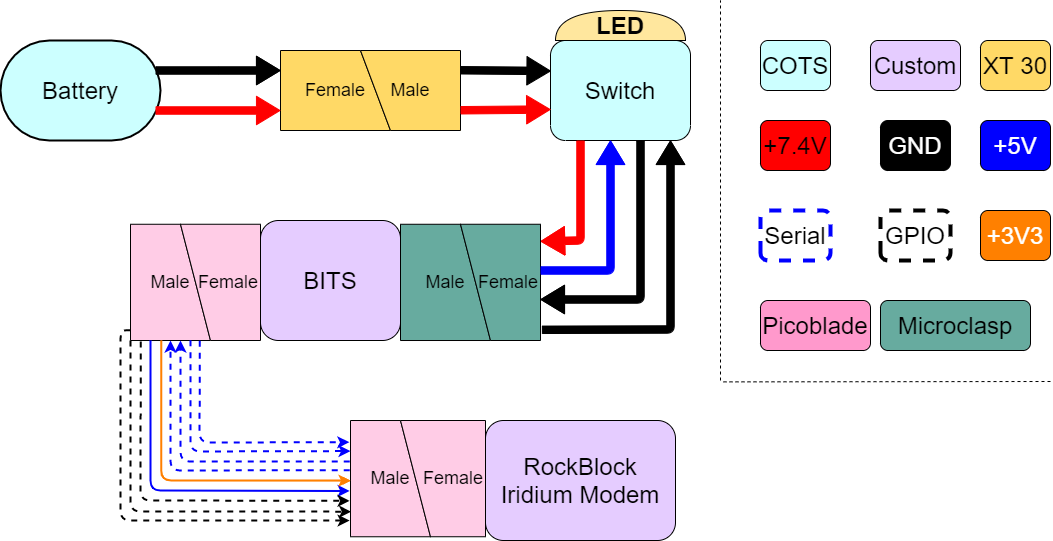 LED
Battery
Female
Male
Switch
COTS
Custom
XT 30
+7.4V
GND
+5V
Serial
GPIO
+3V3
Picoblade
Microclasp
Male
Female
BITS
Male
Female
Male
Female
RockBlock
Iridium Modem